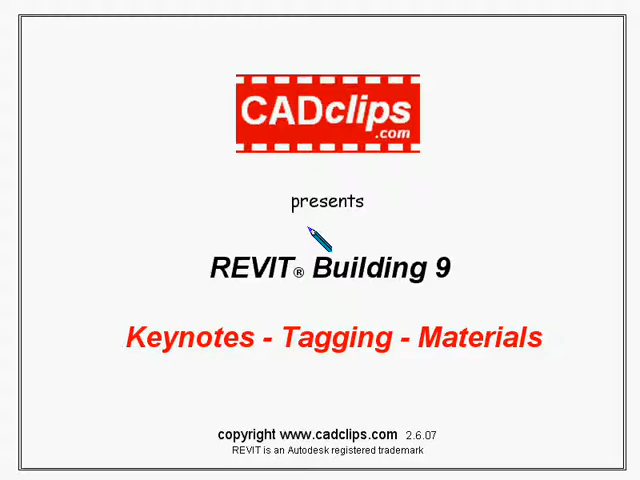 CADclips
.com
presents
REVIT® Building 9
Keynotes - Tagging - Materials
copyright www.cadclips.com 2.6.07
REVIT is an Autodesk registered trademark